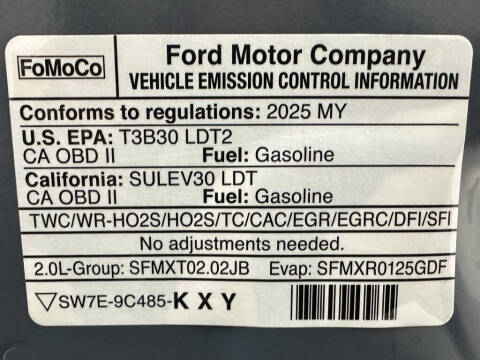 FoMoCo
Ford Motor Company
VEHICLE EMISSION CONTROL INFORMATION
Conforms to regulations: 2025 MY
U.S. EPA: T3B30 LDT2
CA OBD II Fuel: Gasoline
California: SULEV30 LDT
CA OBD II Fuel: Gasoline
TWC/WR-HO2S/HO2S/TC/CAC/EGR/EGRC/DFI/SFI
No adjustments needed.
2.0L-Group: SFMXT02.02JB Evap: SFMXR0125GDF
▽SW7E-9C485-K X Y